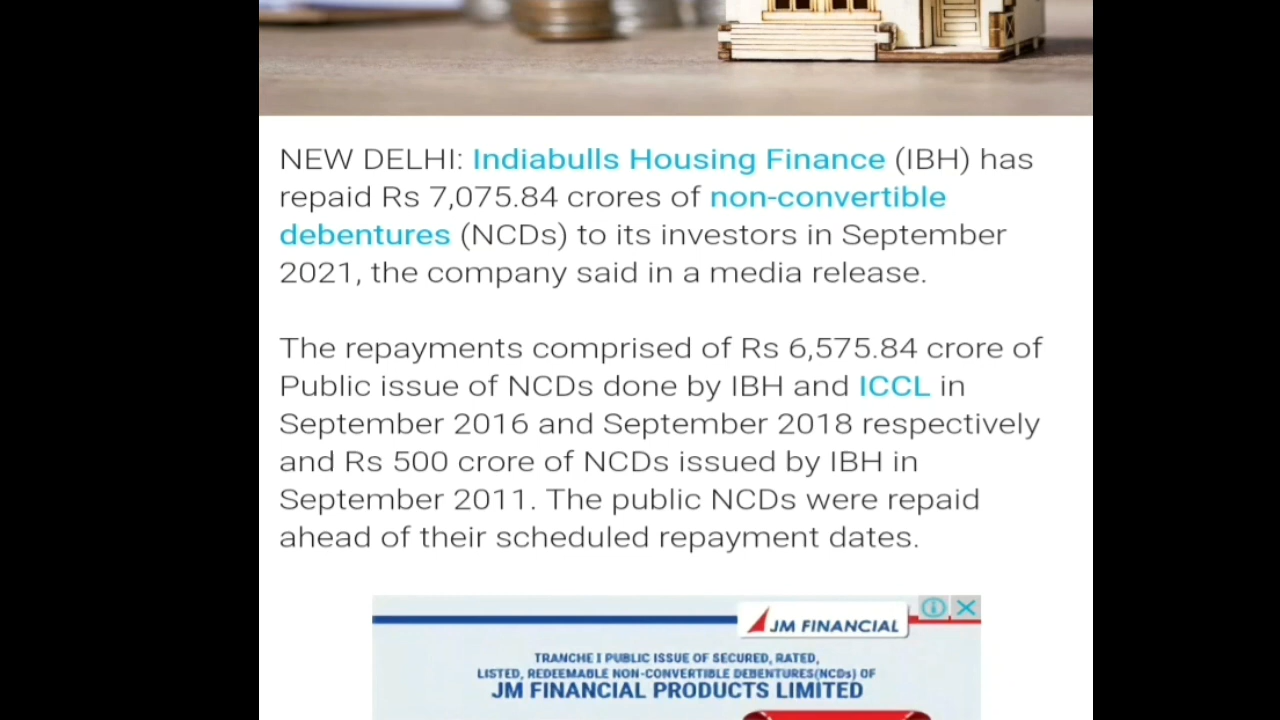 NEW DELHI: Indiabulls Housing Finance (IBH) has
repaid Rs 7,075.84 crores of non-convertible
debentures (NCDs) to its investors in September
2021, the company said in a media release.
The repayments comprised of Rs 6,575.84 crore of
Public issue of NCDs done by IBH and ICCL in
September 2016 and September 2018 respectively
and Rs 500 crore of NCDs issued by IBH in
September 2011. The public NCDs were repaid
ahead of their scheduled repayment dates.
JM FINANCIAL
TRANCHE I PUBLIC ISSUE OF SECURED, RATED,
LISTED, REDEEMABLE NON-CONVERTIBLE DEBENTURES(NCDs) OF
JM FINANCIAL PRODUCTS LIMITED